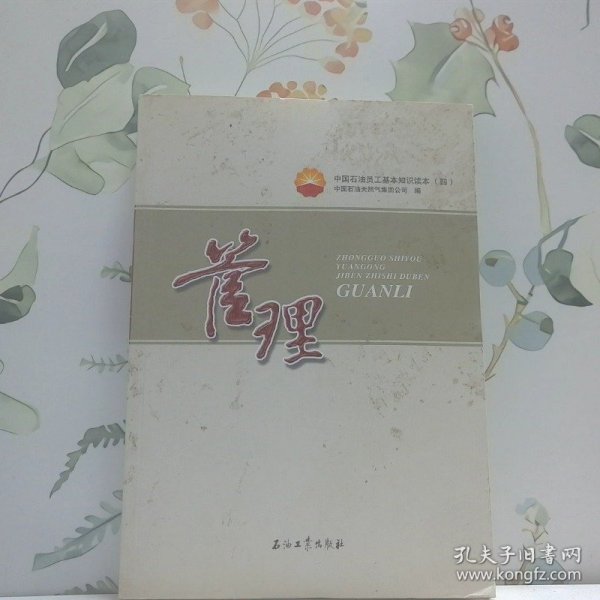 中国石油员工基本知识读本（四）
中国石油天然气集团公司 编
ZHONGGUO SHIYOU
YUANGONG
JIBEN ZHISHI DUBEN
GUANLI
管理
石油工业出版社
孔夫子旧书网
www.kongfz.com